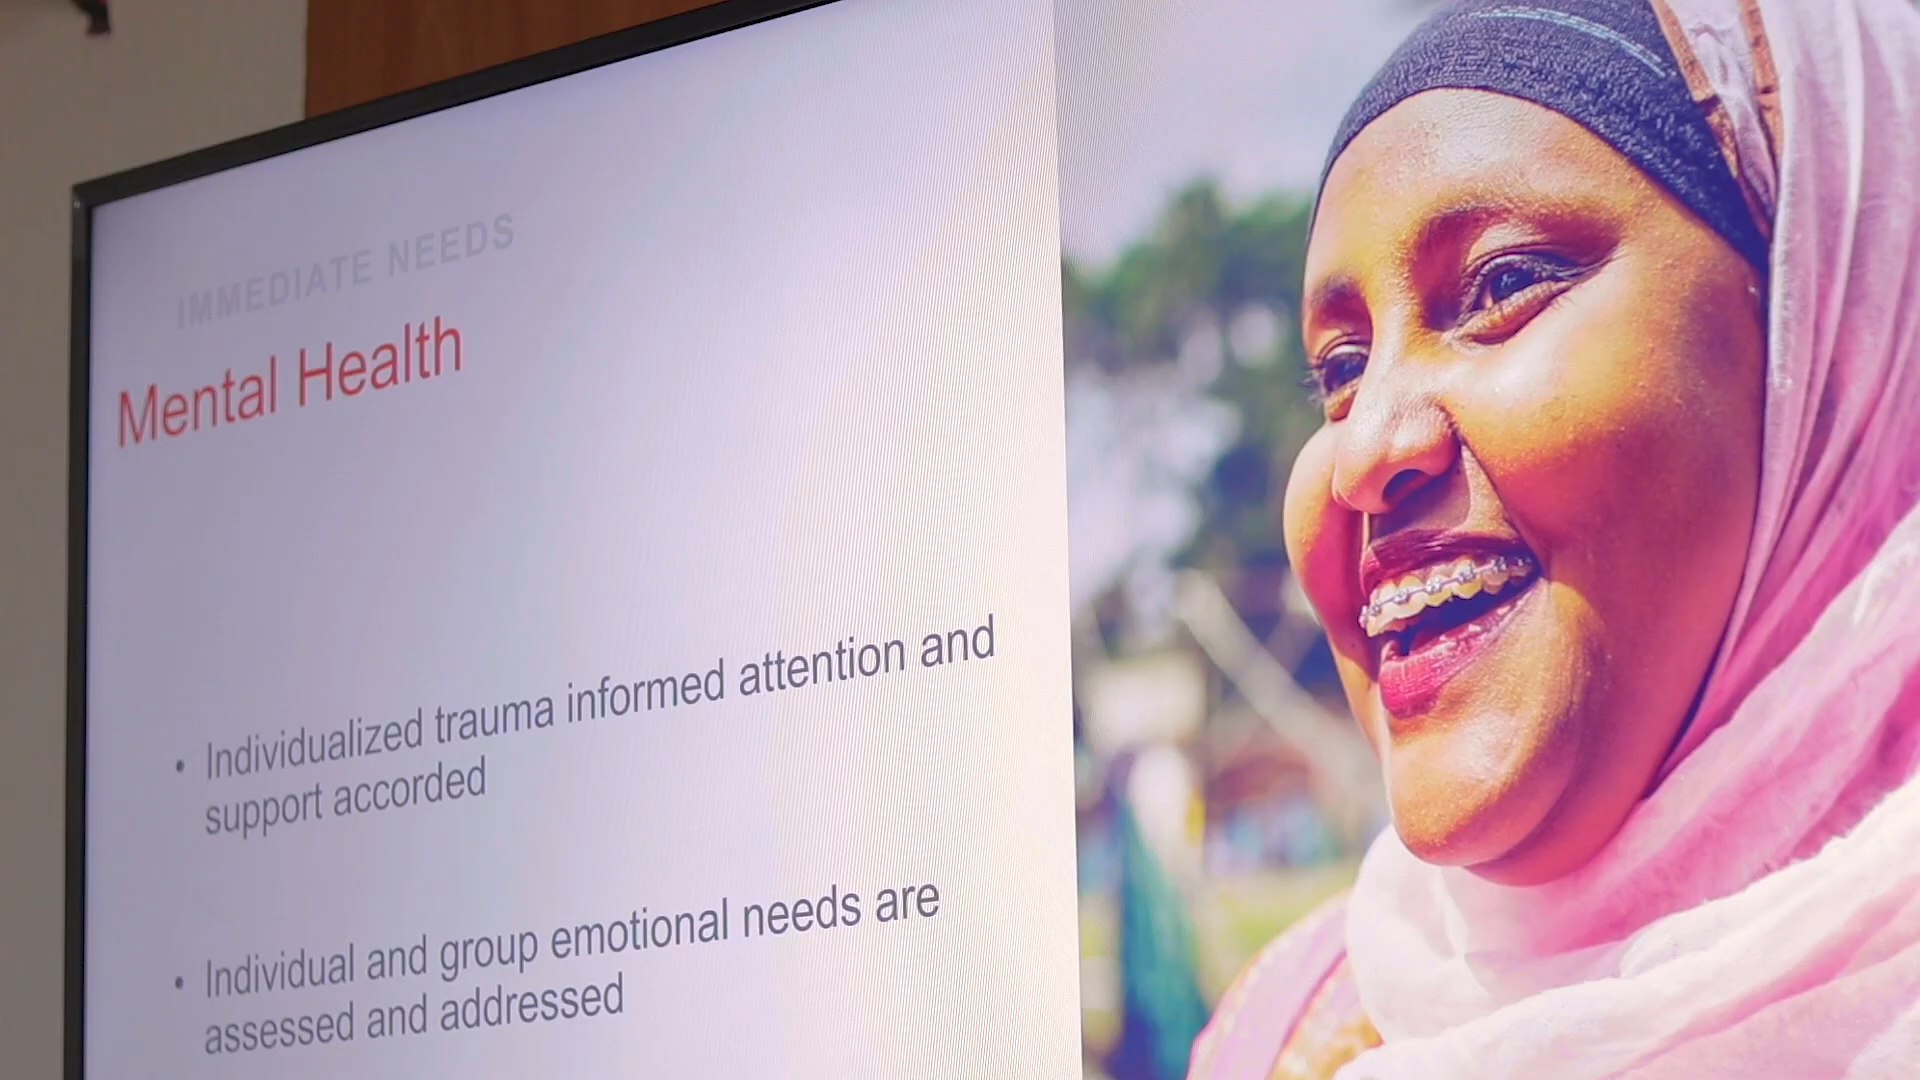 IMMEDIATE NEEDS
Mental Health
• Individualized trauma informed attention and
support accorded
• Individual and group emotional needs are
assessed and addressed